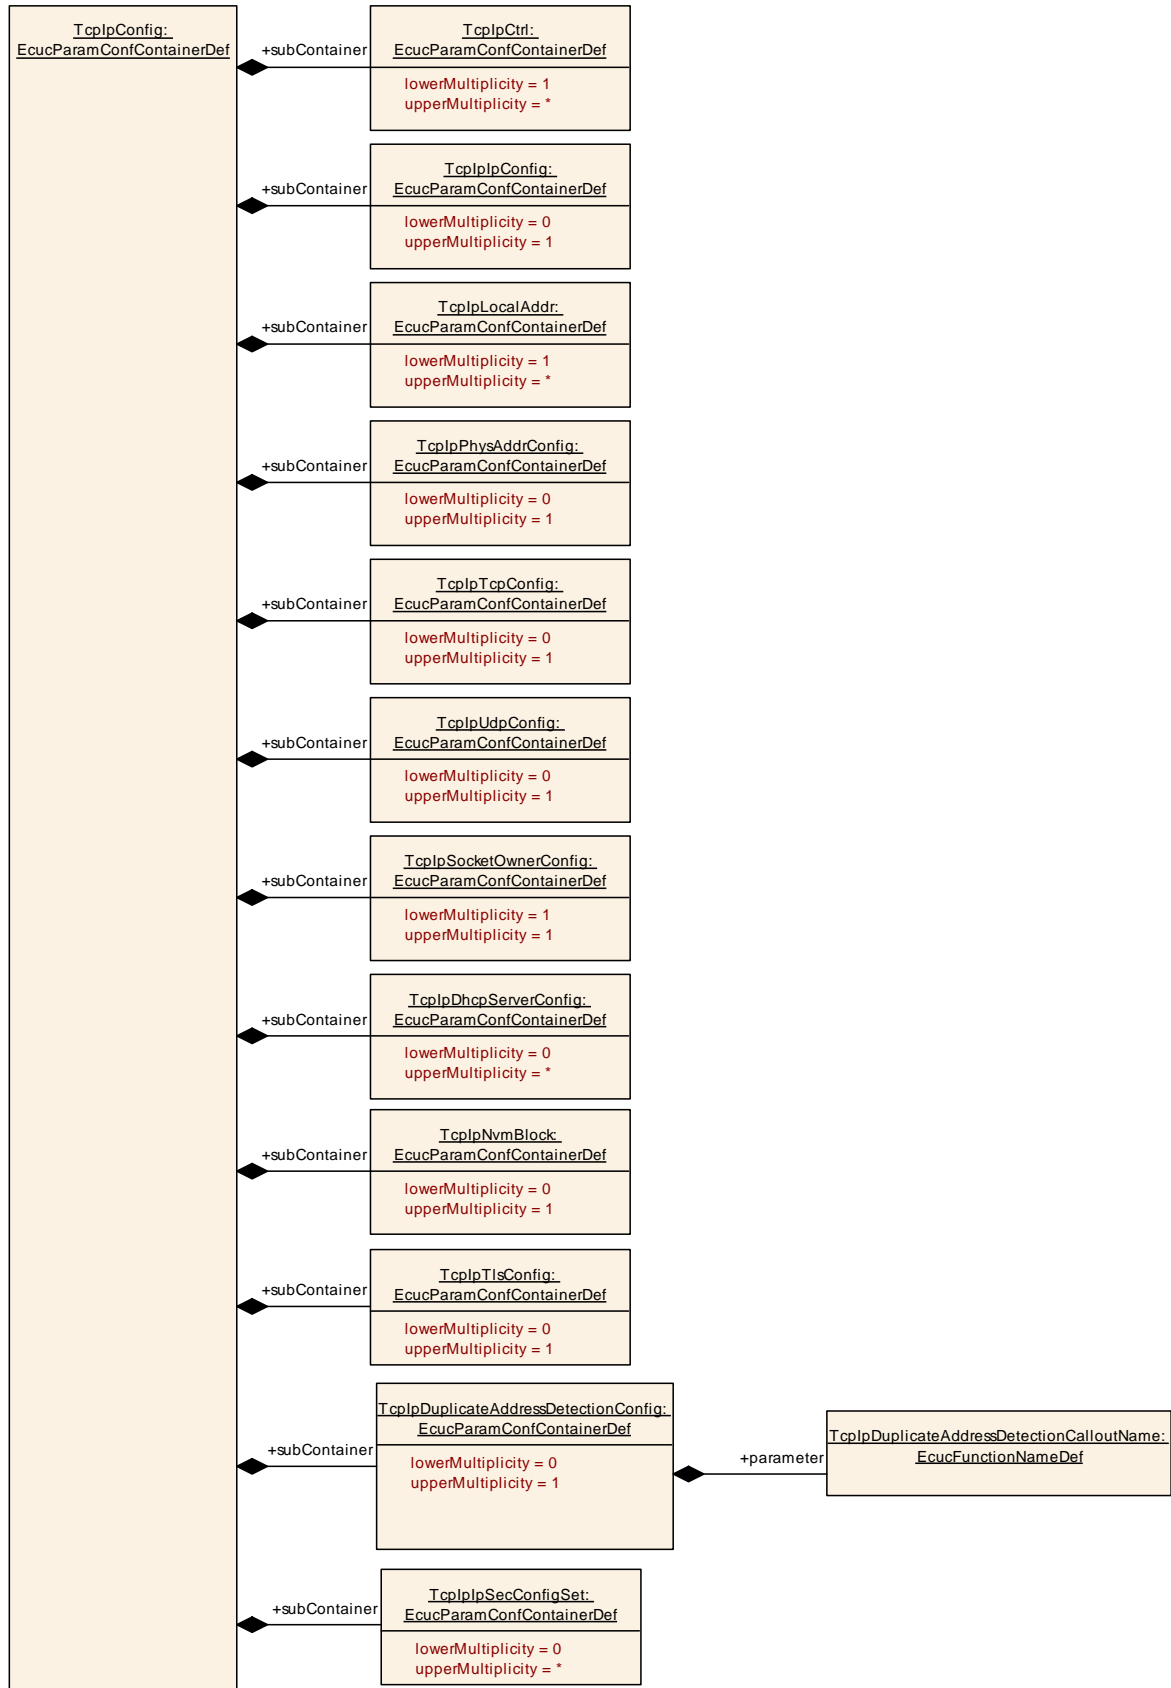 TcpIpConfig:
EcucParamConfContainerDef
+subContainer
TcpIpCtrl:
EcucParamConfContainerDef
lowerMultiplicity = 1
upperMultiplicity = *
+subContainer
TcpIpIpConfig:
EcucParamConfContainerDef
lowerMultiplicity = 0
upperMultiplicity = 1
+subContainer
TcpIpLocalAddr:
EcucParamConfContainerDef
lowerMultiplicity = 1
upperMultiplicity = *
+subContainer
TcpIpPhysAddrConfig:
EcucParamConfContainerDef
lowerMultiplicity = 0
upperMultiplicity = 1
+subContainer
TcpIpTcpConfig:
EcucParamConfContainerDef
lowerMultiplicity = 0
upperMultiplicity = 1
+subContainer
TcpIpUdpConfig:
EcucParamConfContainerDef
lowerMultiplicity = 0
upperMultiplicity = 1
+subContainer
TcpIpSocketOwnerConfig:
EcucParamConfContainerDef
lowerMultiplicity = 1
upperMultiplicity = 1
+subContainer
TcpIpDhcpServerConfig:
EcucParamConfContainerDef
lowerMultiplicity = 0
upperMultiplicity = *
+subContainer
TcpIpNvmBlock:
EcucParamConfContainerDef
lowerMultiplicity = 0
upperMultiplicity = 1
+subContainer
TcpIpTlsConfig:
EcucParamConfContainerDef
lowerMultiplicity = 0
upperMultiplicity = 1
+subContainer
TcpIpDuplicateAddressDetectionConfig:
EcucParamConfContainerDef
lowerMultiplicity = 0
upperMultiplicity = 1
+parameter
TcpIpDuplicateAddressDetectionCalloutName:
EcucFunctionNameDef
+subContainer
TcpIpIpSecConfigSet:
EcucParamConfContainerDef
lowerMultiplicity = 0
upperMultiplicity = *